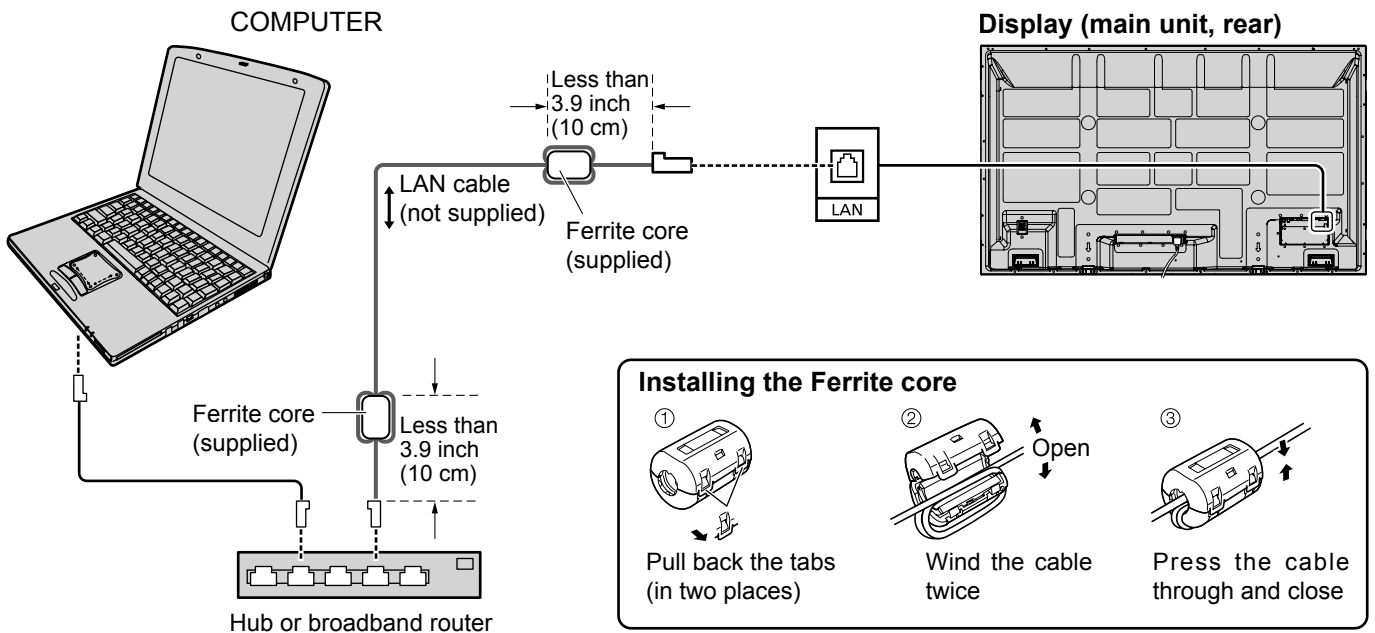 COMPUTER
Display (main unit, rear)
Less than
3.9 inch
(10 cm)
LAN cable
(not supplied)
Ferrite core
(supplied)
LAN
Ferrite core
(supplied)
Less than
3.9 inch
(10 cm)
Hub or broadband router
Installing the Ferrite core
①
Pull back the tabs
(in two places)
②
Open
Wind the cable
twice
③
Press the cable
through and close